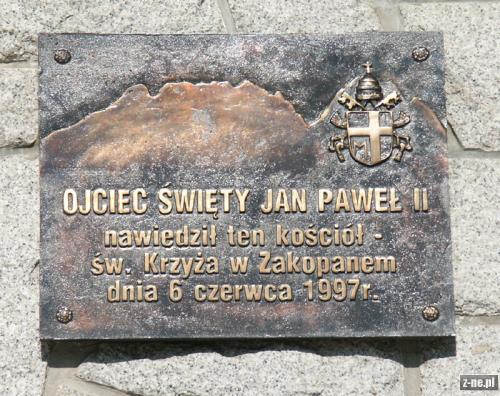 OJCIEC ŚWIĘTY JAN PAWEŁ II
nawiedził ten kościół -
św. Krzyża w Zakopanem
dnia 6 czerwca 1997r.
z-ne.pl